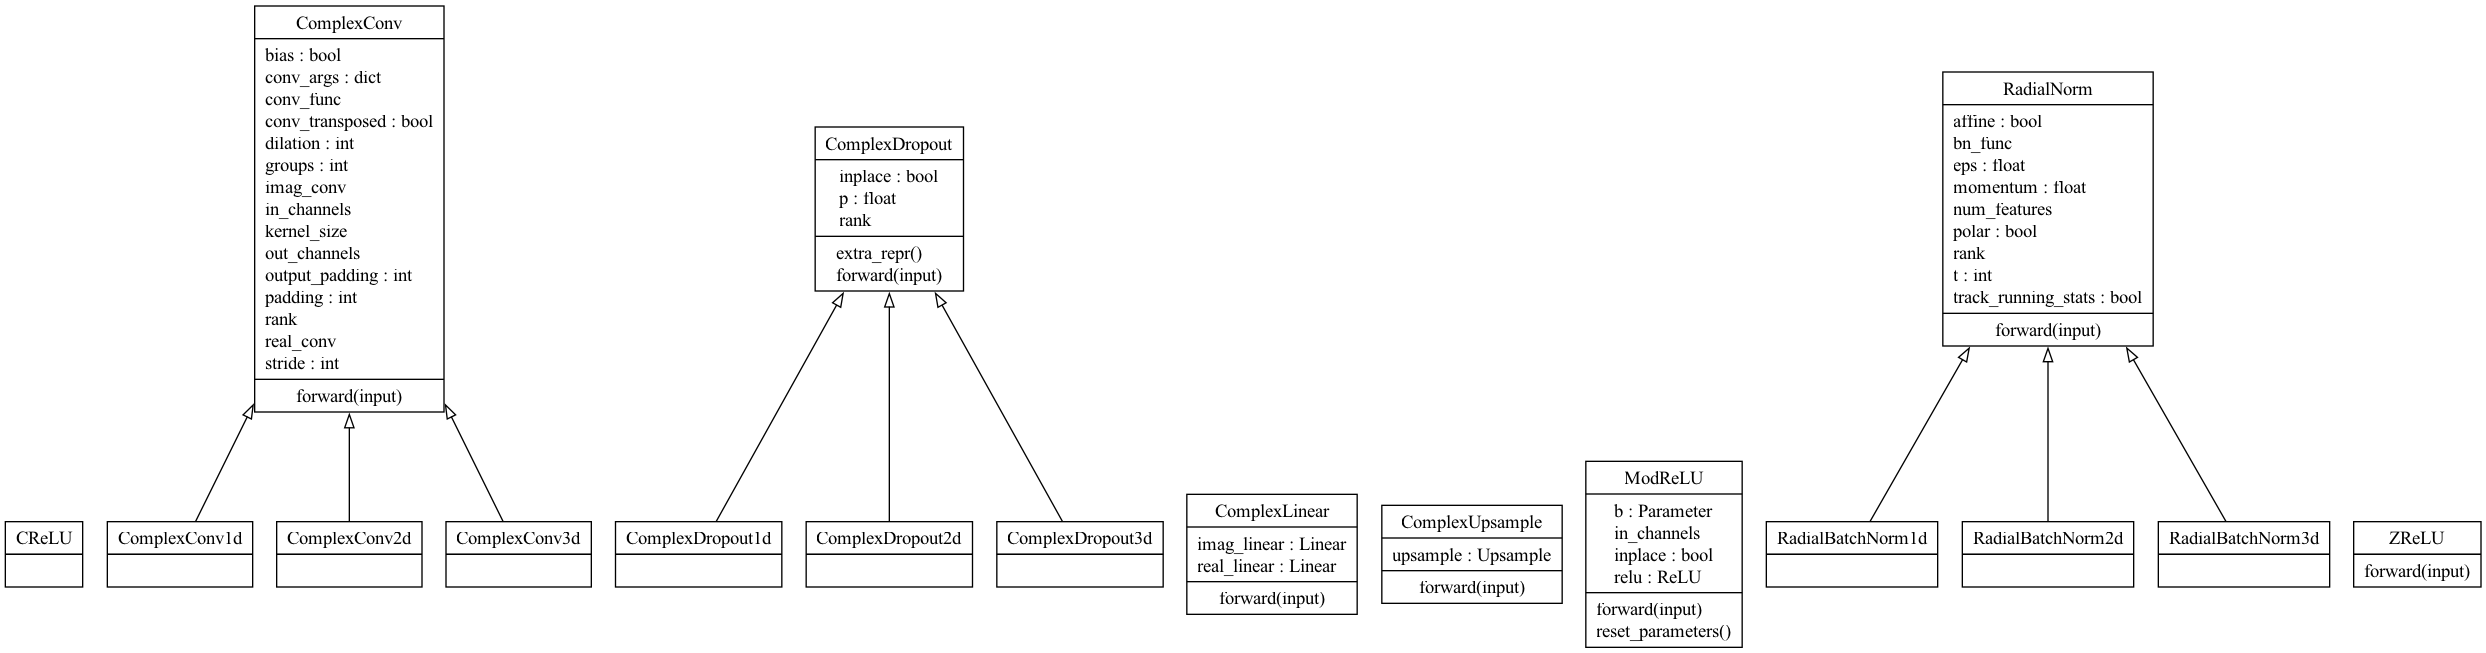 ComplexConv
bias : bool
conv_args : dict
conv_func
conv_transposed : bool
dilation : int
groups : int
imag_conv
in_channels
kernel_size
out_channels
output_padding : int
padding : int
rank
real_conv
stride : int
forward(input)
ComplexDropout
inplace : bool
p : float
rank
extra_repr()
forward(input)
RadialNorm
affine : bool
bn_func
eps : float
momentum : float
num_features
polar : bool
rank
t : int
track_running_stats : bool
forward(input)
CReLU
ComplexConv1d
ComplexConv2d
ComplexConv3d
ComplexDropout1d
ComplexDropout2d
ComplexDropout3d
ComplexLinear
imag_linear : Linear
real_linear : Linear
forward(input)
ComplexUpsample
upsample : Upsample
forward(input)
ModReLU
b : Parameter
in_channels
inplace : bool
relu : ReLU
forward(input)
reset_parameters()
RadialBatchNorm1d
RadialBatchNorm2d
RadialBatchNorm3d
ZReLU
forward(input)